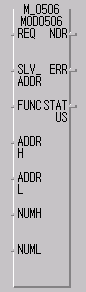 M_0506
MOD0506
REQ NDR
SLV_ ERR
ADDR
FUNC STAT
US
ADDR
H
ADDR
L
NUMH
NUML